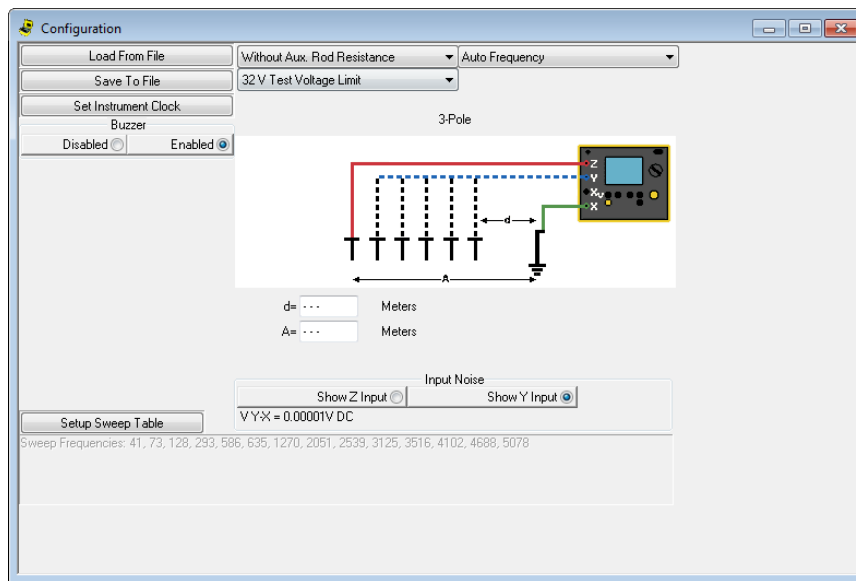 Configuration
Load From File
Without Aux. Rod Resistance
Auto Frequency
Save To File
32 V Test Voltage Limit
Set Instrument Clock
Buzzer
Disabled
Enabled
3-Pole
Z
Y
Xv
X
d
A
d= --- Meters
A= --- Meters
Input Noise
Show Z Input
Show Y Input
V Y-X = 0.00001V DC
Setup Sweep Table
Sweep Frequencies: 41, 73, 128, 293, 586, 635, 1270, 2051, 2539, 3125, 3516, 4102, 4688, 5078